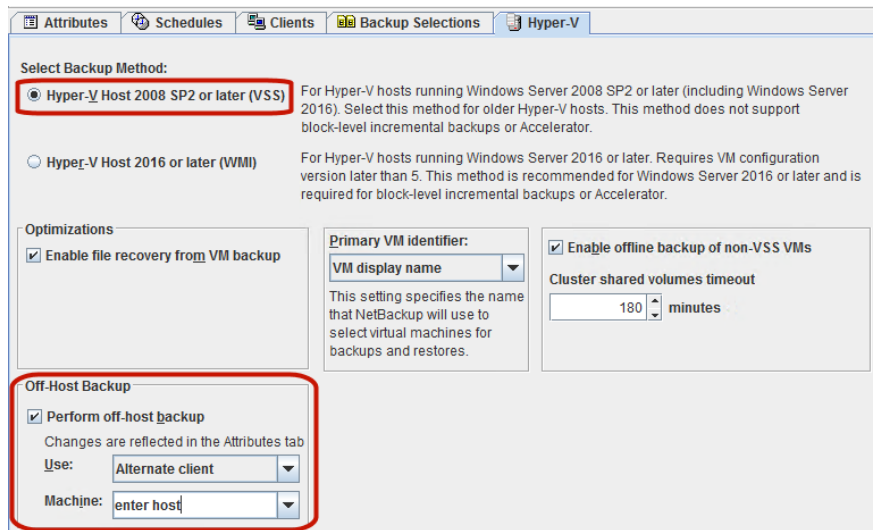 Attributes
Schedules
Clients
Backup Selections
Hyper-V
Select Backup Method:
Hyper-V Host 2008 SP2 or later (VSS)
For Hyper-V hosts running Windows Server 2008 SP2 or later (including Windows Server
2016). Select this method for older Hyper-V hosts. This method does not support
block-level incremental backups or Accelerator.
Hyper-V Host 2016 or later (WMI)
For Hyper-V hosts running Windows Server 2016 or later. Requires VM configuration
version later than 5. This method is recommended for Windows Server 2016 or later and is
required for block-level incremental backups or Accelerator.
Optimizations
Enable file recovery from VM backup
Primary VM identifier:
VM display name
This setting specifies the name
that NetBackup will use to
select virtual machines for
backups and restores.
Enable offline backup of non-VSS VMs
Cluster shared volumes timeout
180 minutes
Off-Host Backup
Perform off-host backup
Changes are reflected in the Attributes tab
Use: Alternate client
Machine: enter host